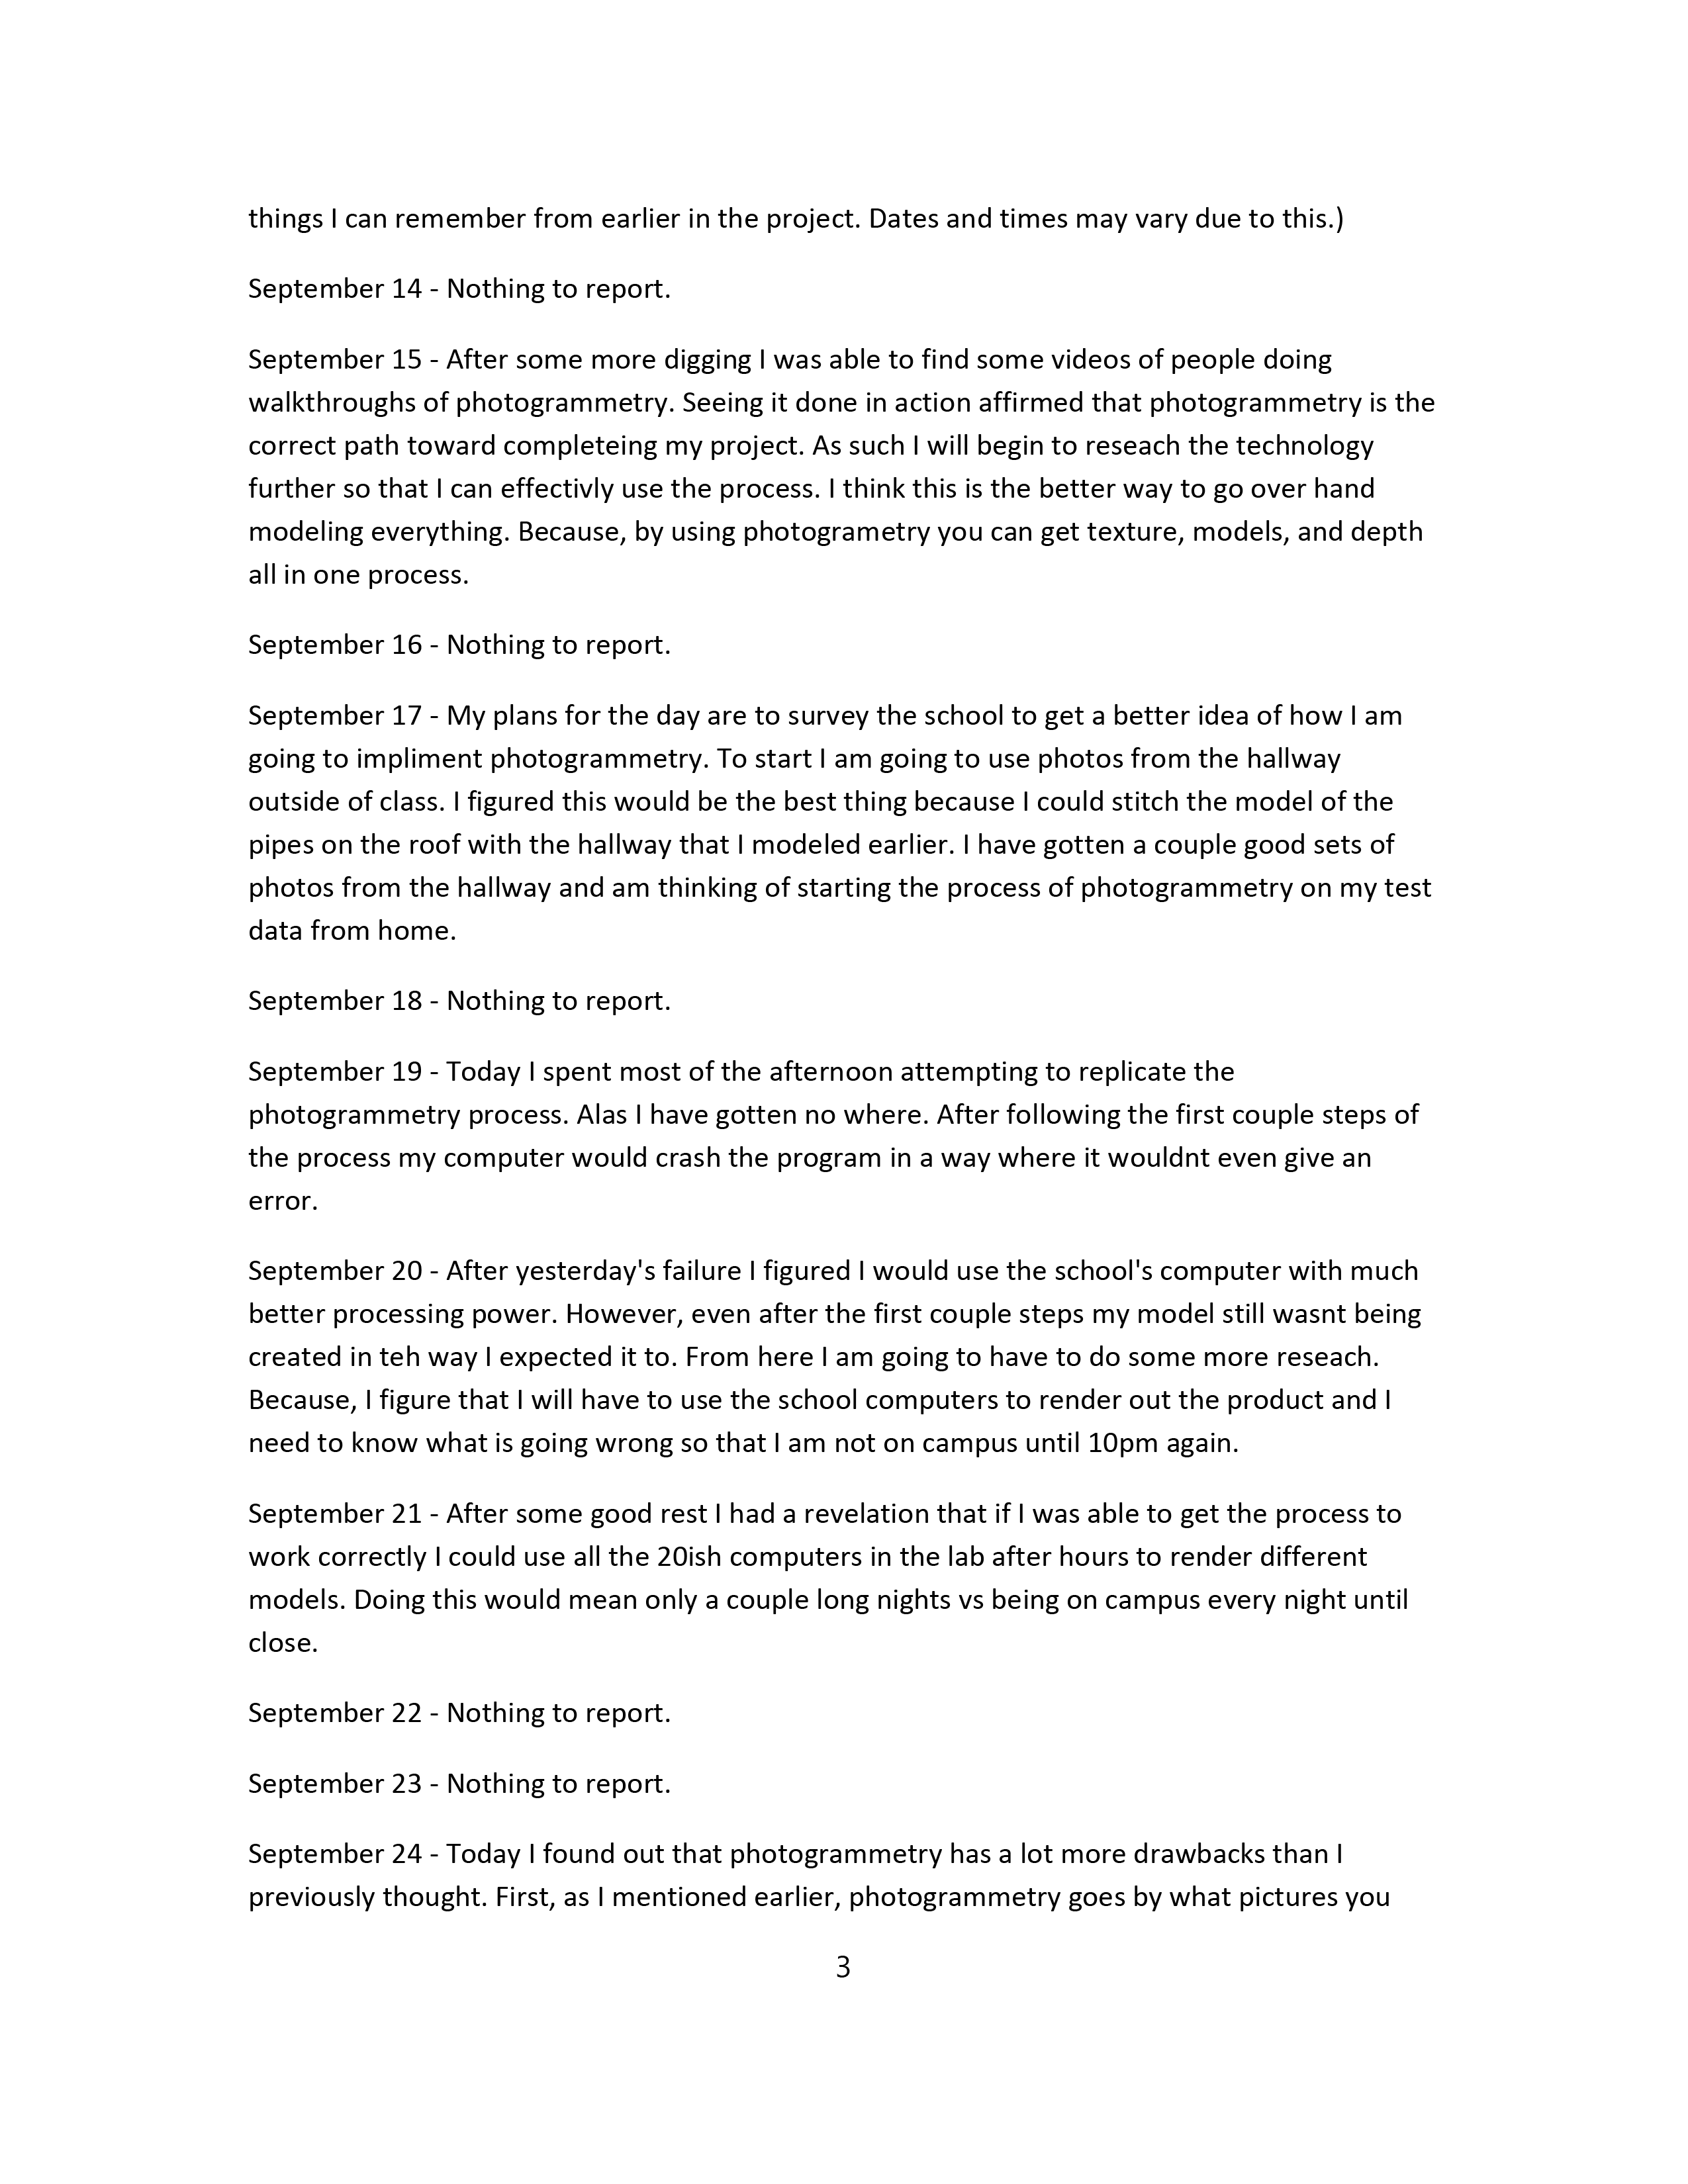 things I can remember from earlier in the project. Dates and times may vary due to this.)
September 14 - Nothing to report.
September 15 - After some more digging I was able to find some videos of people doing
walkthroughs of photogrammetry. Seeing it done in action affirmed that photogrammetry is the
correct path toward completeing my project. As such I will begin to reseach the technology
further so that I can effectivly use the process. I think this is the better way to go over hand
modeling everything. Because, by using photogrametry you can get texture, models, and depth
all in one process.
September 16 - Nothing to report.
September 17 - My plans for the day are to survey the school to get a better idea of how I am
going to impliment photogrammetry. To start I am going to use photos from the hallway
outside of class. I figured this would be the best thing because I could stitch the model of the
pipes on the roof with the hallway that I modeled earlier. I have gotten a couple good sets of
photos from the hallway and am thinking of starting the process of photogrammetry on my test
data from home.
September 18 - Nothing to report.
September 19 - Today I spent most of the afternoon attempting to replicate the
photogrammetry process. Alas I have gotten no where. After following the first couple steps of
the process my computer would crash the program in a way where it wouldnt even give an
error.
September 20 - After yesterday's failure I figured I would use the school's computer with much
better processing power. However, even after the first couple steps my model still wasnt being
created in teh way I expected it to. From here I am going to have to do some more reseach.
Because, I figure that I will have to use the school computers to render out the product and I
need to know what is going wrong so that I am not on campus until 10pm again.
September 21 - After some good rest I had a revelation that if I was able to get the process to
work correctly I could use all the 20ish computers in the lab after hours to render different
models. Doing this would mean only a couple long nights vs being on campus every night until
close.
September 22 - Nothing to report.
September 23 - Nothing to report.
September 24 - Today I found out that photogrammetry has a lot more drawbacks than I
previously thought. First, as I mentioned earlier, photogrammetry goes by what pictures you
3